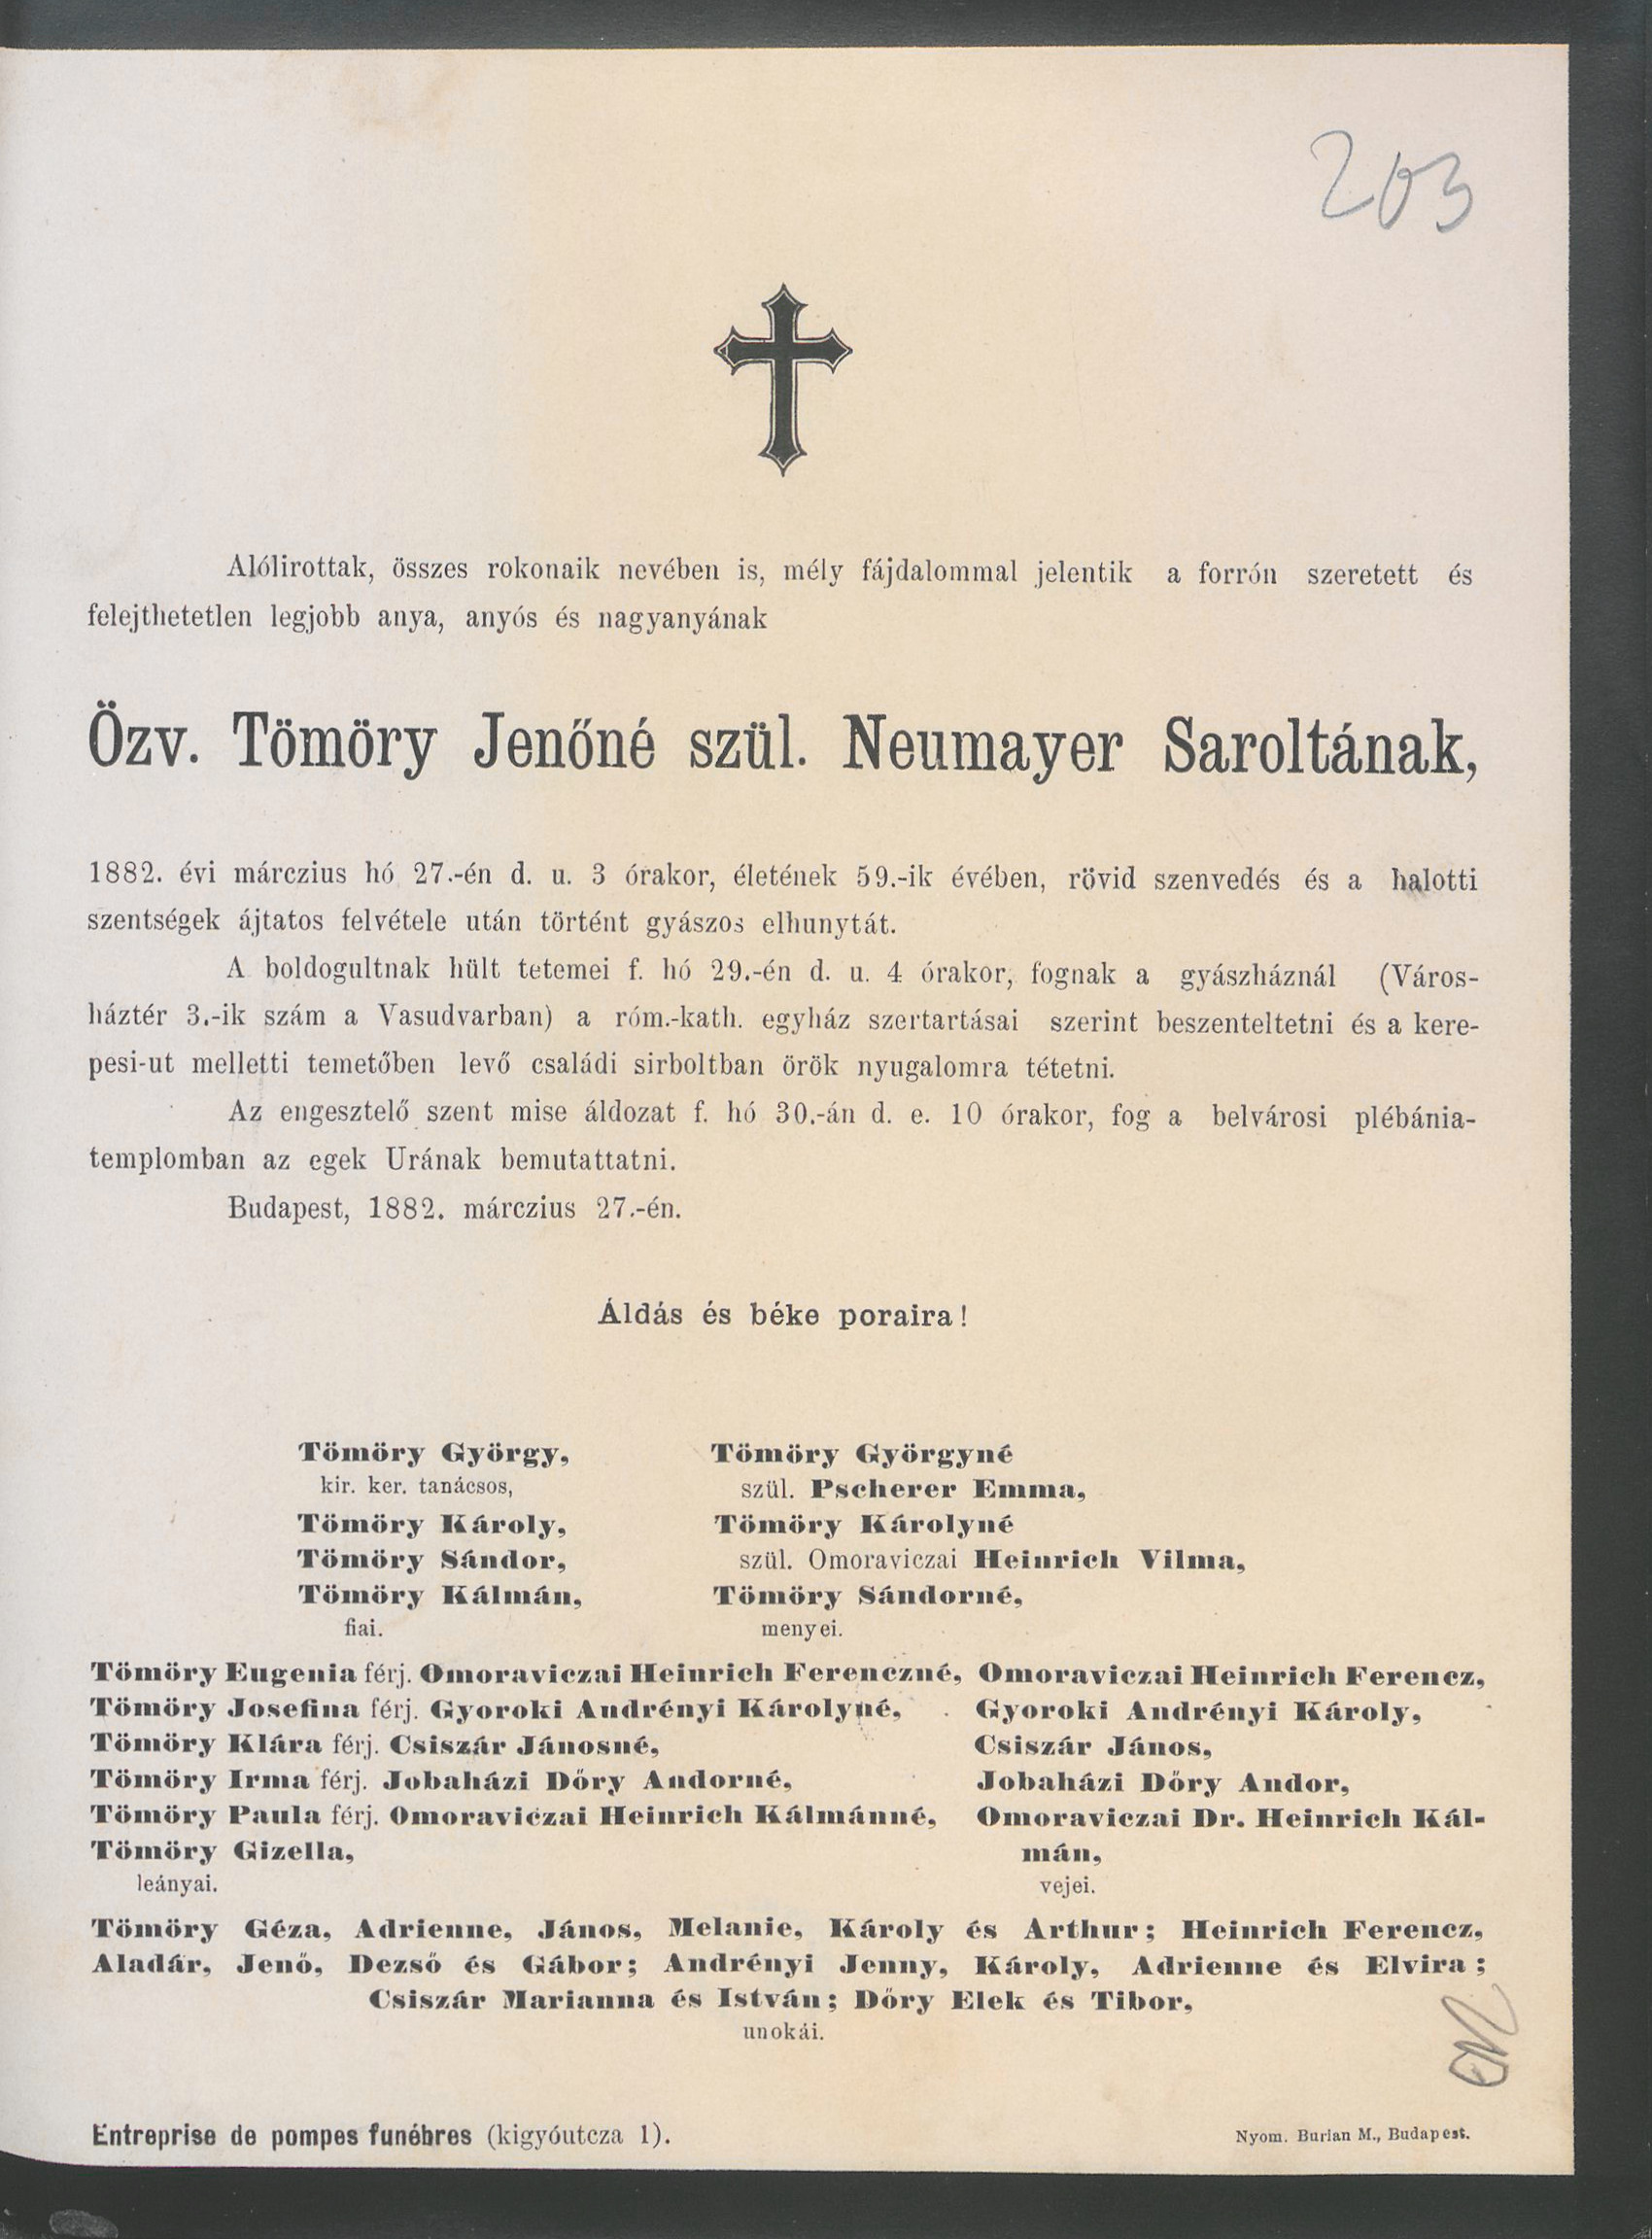 203
Alólirottak, összes rokonaik nevében is, mély fájdalommal jelentik a forrón szeretett és
felejthetetlen legjobb anya, anyós és nagyanyának
Özv. Tömöry Jenőné szül. Neumayer Saroltának,
1882. évi márczius hó 27.-én d. u. 3 órakor, életének 59.-ik évében, rövid szenvedés és a halotti
szentségek ájtatos felvétele után történt gyászos elhunytát.
A boldogultnak hült tetemei f. hó 29.-én d. u. 4 órakor, fognak a gyászháznál (Város-
háztér 3.-ik szám a Vasudvarban) a róm.-kath. egyház szertartásai szerint beszenteltetni és a kere-
pesi-ut melletti temetőben levő családi sirboltban örök nyugalomra tétetni.
Az engesztelő szent mise áldozat f. hó 30.-án d. e. 10 órakor, fog a belvárosi plébánia-
templomban az egek Urának bemutattatni.
Budapest, 1882. márczius 27.-én.
Áldás és béke poraira!
Tömöry György, Tömöry Györgyné
kir. ker. tanácsos, szül. Pscherer Emma,
Tömöry Károly, Tömöry Károlyné
Tömöry Sándor, szül. Omoraviczai Heinrich Vilma,
Tömöry Kálmán, Tömöry Sándorné,
fiai. menyei.
Tömöry Eugenia férj. Omoraviczai Heinrich Ferenczné, Omoraviczai Heinrich Ferencz,
Tömöry Josefina férj. Gyoroki Andrényi Károlyné, Gyoroki Andrényi Károly,
Tömöry Klára férj. Csiszár Jánosné, Csiszár János,
Tömöry Irma férj. Jobaházi Dőry Andorné, Jobaházi Dőry Andor,
Tömöry Paula férj. Omoraviczai Heinrich Kálmánné, Omoraviczai Dr. Heinrich Kál-
Tömöry Gizella, mán,
leányai. vejei.
Tömöry Géza, Adrienne, János, Melanie, Károly és Arthur; Heinrich Ferencz,
Aladár, Jenő, Dezső és Gábor; Andrényi Jenny, Károly, Adrienne és Elvira;
Csiszár Marianna és István; Dőry Elek és Tibor,
unokái.
Entreprise de pompes funébres (kigyóutcza 1). Nyom. Burian M., Budapest.